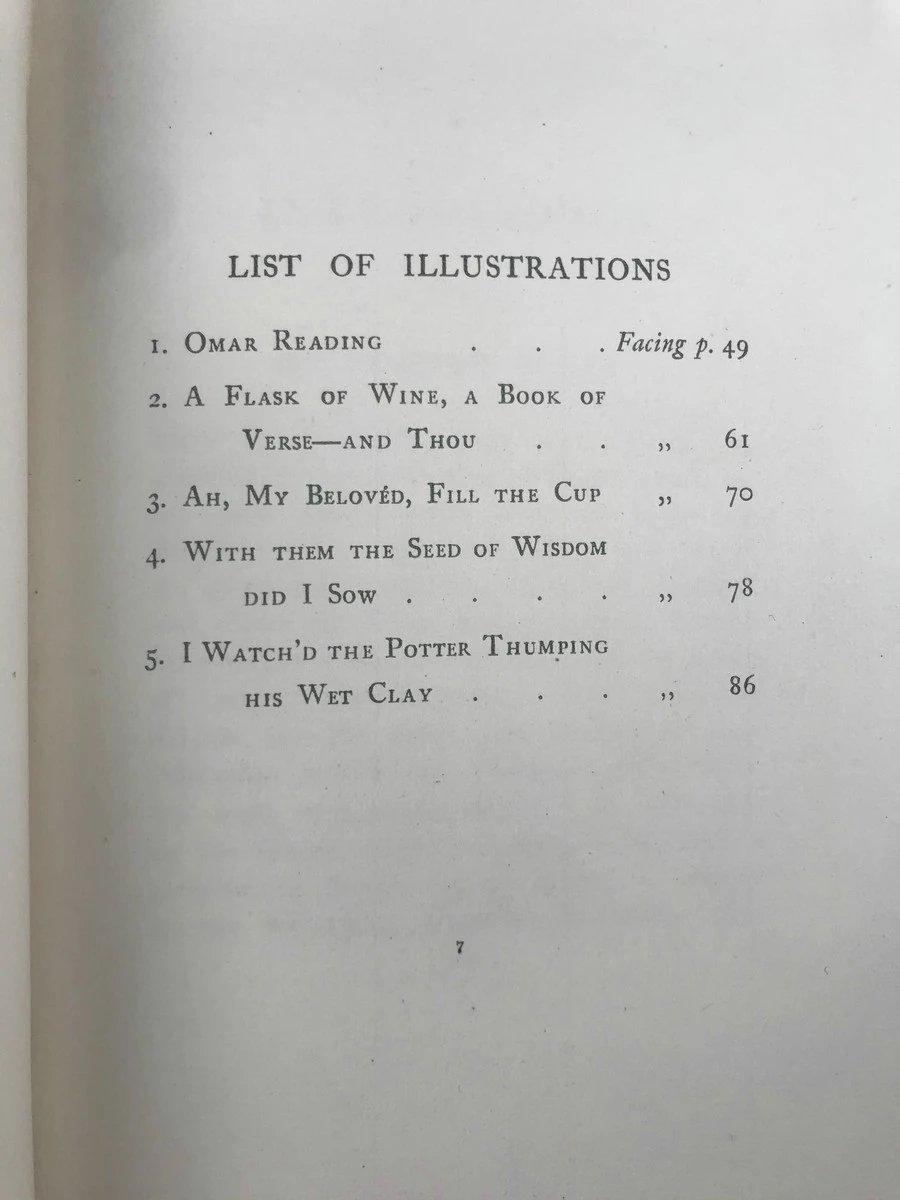 LIST OF ILLUSTRATIONS
1. OMAR READING . . . Facing p. 49
2. A FLASK OF WINE, A BOOK OF
VERSE—AND THOU . . „ 61
3. AH, MY BELOVÉD, FILL THE CUP „ 70
4. WITH THEM THE SEED OF WISDOM
DID I SOW . . . . „ 78
5. I WATCH'D THE POTTER THUMPING
HIS WET CLAY . . . „ 86
7